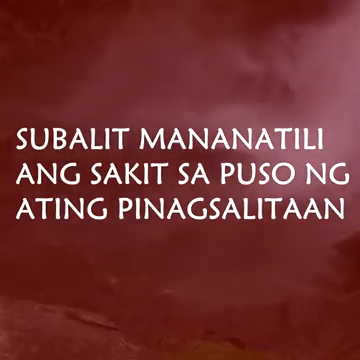 SUBALIT MANANATILI
ANG SAKIT SA PUSO NG
ATING PINAGSALITAAN